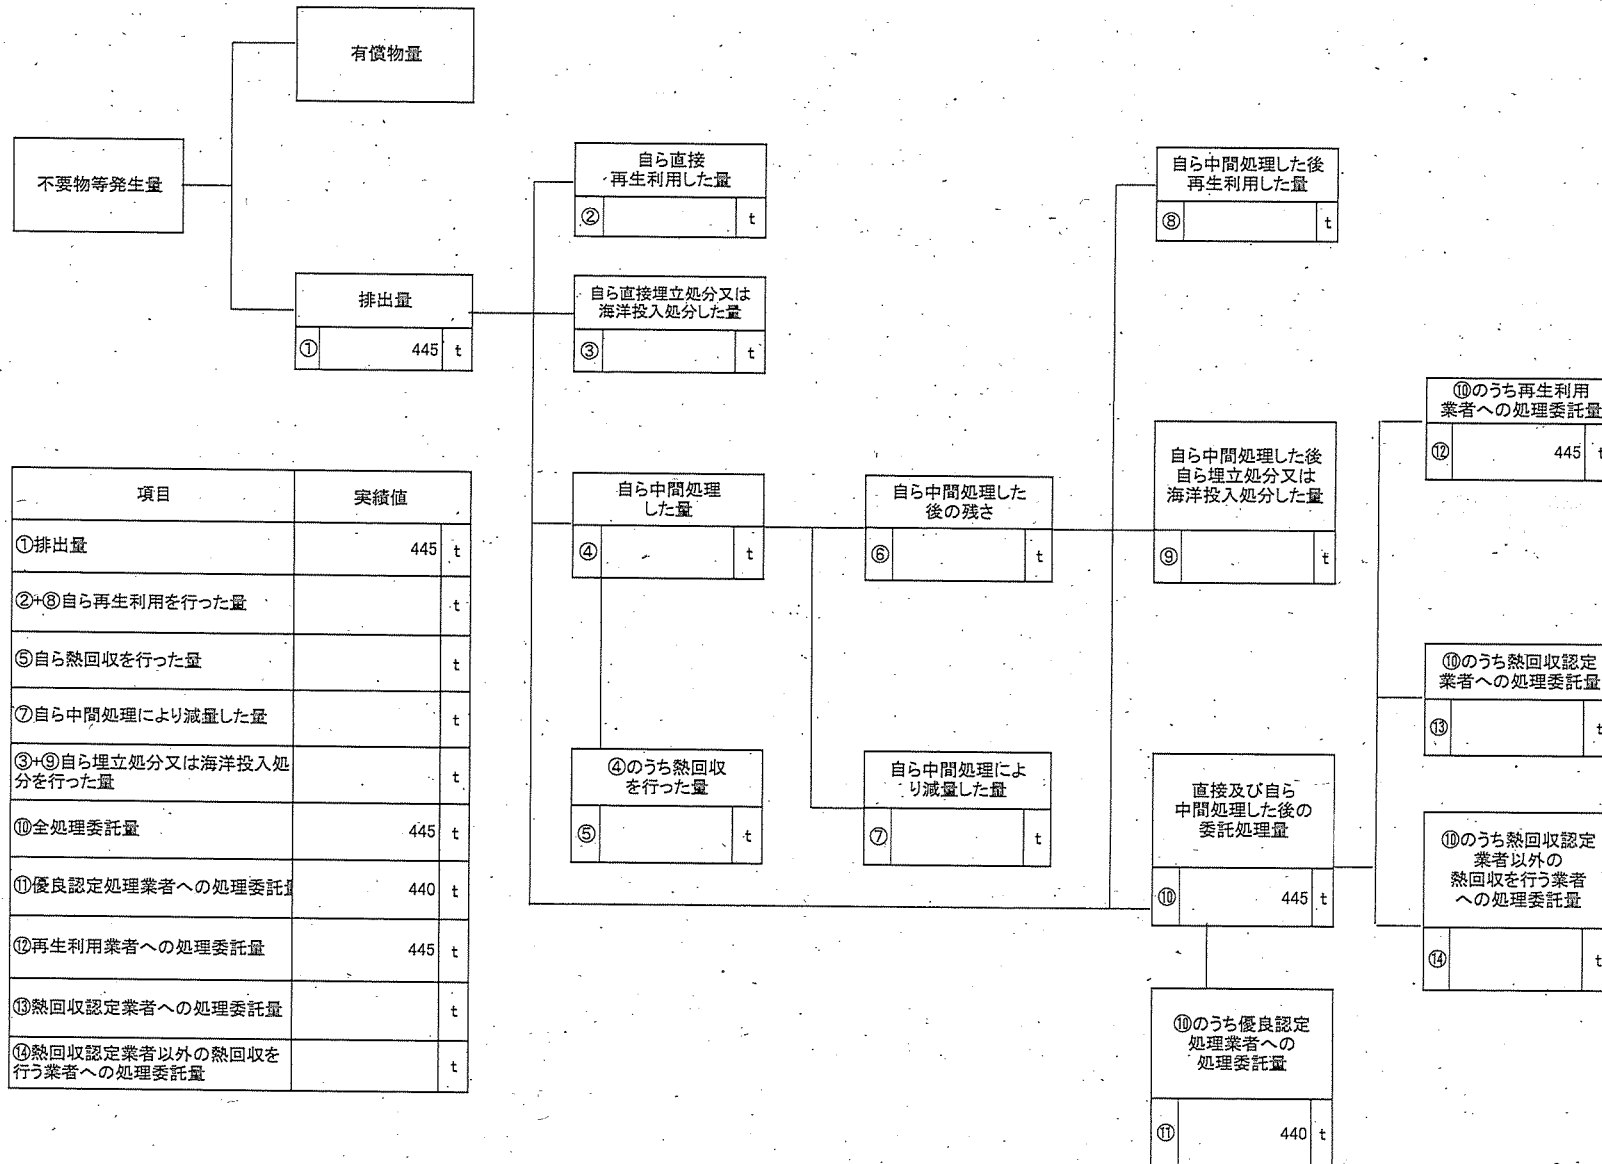 有償物量
不要物等発生量
排出量
① 445 t
自ら直接
再生利用した量
② t
自ら直接埋立処分又は
海洋投入処分した量
③ t
自ら中間処理
した量
④ t
④のうち熱回収
を行った量
⑤ t
自ら中間処理した
後の残さ
⑥ t
自ら中間処理によ
り減量した量
⑦ t
自ら中間処理した後
再生利用した量
⑧ t
自ら中間処理した後
自ら埋立処分又は
海洋投入処分した量
⑨ t
直接及び自ら
中間処理した後の
委託処理量
⑩ 445 t
⑩のうち優良認定
処理業者への
処理委託量
⑪ 440 t
⑩のうち再生利用
業者への処理委託量
⑫ 445 t
⑩のうち熱回収認定
業者への処理委託量
⑬ t
⑩のうち熱回収認定
業者以外の
熱回収を行う業者
への処理委託量
⑭ t
項目 実績値
①排出量 445 t
②+⑧自ら再生利用を行った量 t
⑤自ら熱回収を行った量 t
⑦自ら中間処理により減量した量 t
③+⑨自ら埋立処分又は海洋投入処
分を行った量 t
⑩全処理委託量 445 t
⑪優良認定処理業者への処理委託 440 t
⑫再生利用業者への処理委託量 445 t
⑬熱回収認定業者への処理委託量 t
⑭熱回収認定業者以外の熱回収を
行う業者への処理委託量 t